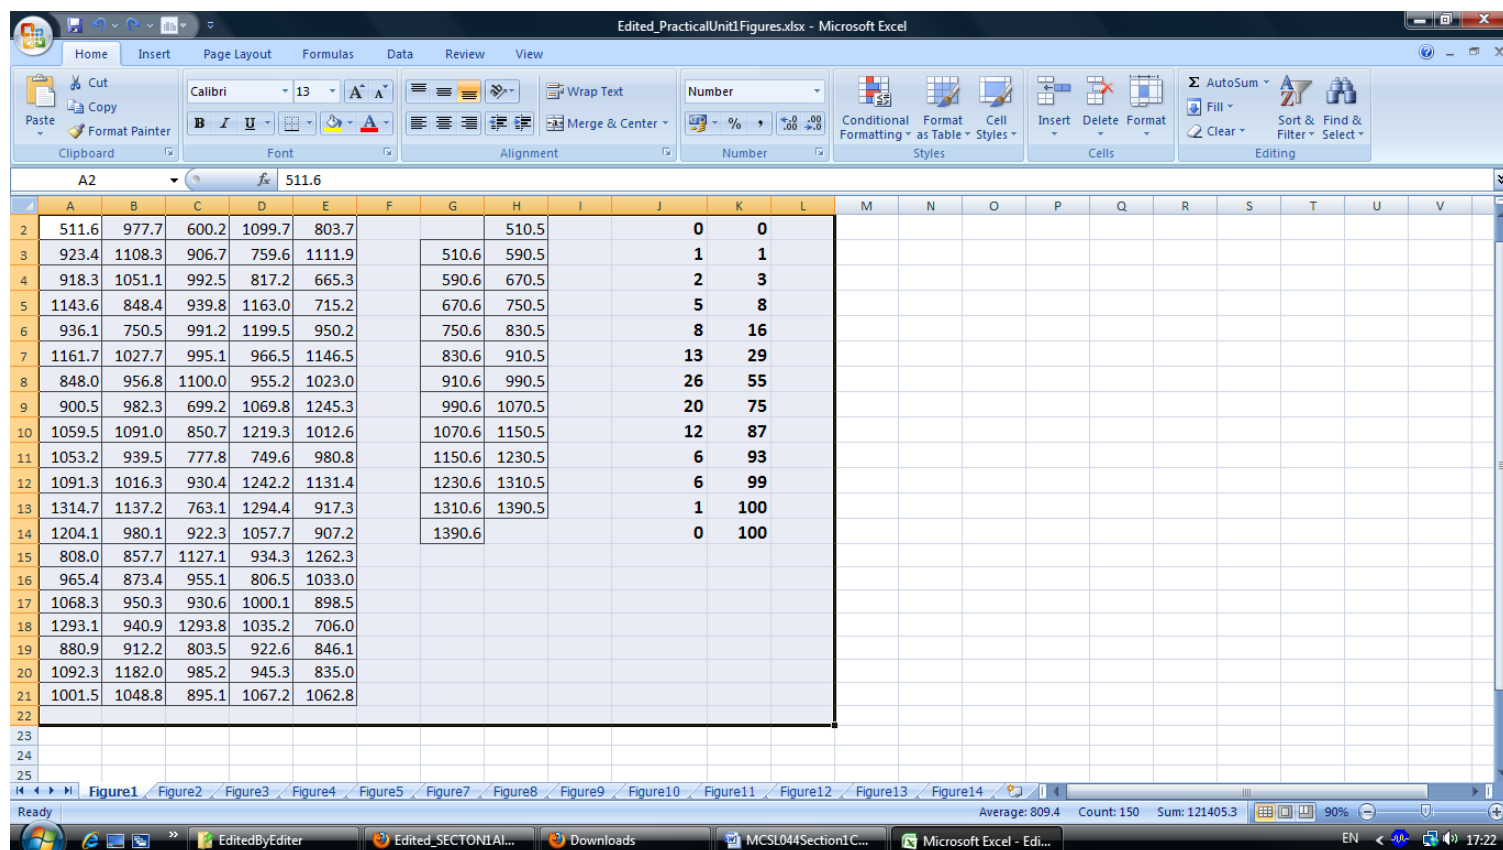 Edited_PracticalUnit1Figures.xlsx - Microsoft Excel
Home Insert Page Layout Formulas Data Review View
Paste
Cut
Copy
Format Painter
Clipboard
Calibri 13
B I U
Font
Wrap Text
Merge & Center
Alignment
Number
% ,
Number
Conditional Formatting
Format as Table
Cell Styles
Styles
Insert Delete Format
Cells
Σ AutoSum
Fill
Clear
Sort & Filter
Find & Select
Editing
A2 fx 511.6
A B C D E F G H I J K L M N O P Q R S T U V
2 511.6 977.7 600.2 1099.7 803.7 510.5 0 0
3 923.4 1108.3 906.7 759.6 1111.9 510.6 590.5 1 1
4 918.3 1051.1 992.5 817.2 665.3 590.6 670.5 2 3
5 1143.6 848.4 939.8 1163.0 715.2 670.6 750.5 5 8
6 936.1 750.5 991.2 1199.5 950.2 750.6 830.5 8 16
7 1161.7 1027.7 995.1 966.5 1146.5 830.6 910.5 13 29
8 848.0 956.8 1100.0 955.2 1023.0 910.6 990.5 26 55
9 900.5 982.3 699.2 1069.8 1245.3 990.6 1070.5 20 75
10 1059.5 1091.0 850.7 1219.3 1012.6 1070.6 1150.5 12 87
11 1053.2 939.5 777.8 749.6 980.8 1150.6 1230.5 6 93
12 1091.3 1016.3 930.4 1242.2 1131.4 1230.6 1310.5 6 99
13 1314.7 1137.2 763.1 1294.4 917.3 1310.6 1390.5 1 100
14 1204.1 980.1 922.3 1057.7 907.2 1390.6 0 100
15 808.0 857.7 1127.1 934.3 1262.3
16 965.4 873.4 955.1 806.5 1033.0
17 1068.3 950.3 930.6 1000.1 898.5
18 1293.1 940.9 1293.8 1035.2 706.0
19 880.9 912.2 803.5 922.6 846.1
20 1092.3 1182.0 985.2 945.3 835.0
21 1001.5 1048.8 895.1 1067.2 1062.8
22
23
24
25
Figure1 Figure2 Figure3 Figure4 Figure5 Figure7 Figure8 Figure9 Figure10 Figure11 Figure12 Figure13 Figure14
Ready Average: 809.4 Count: 150 Sum: 121405.3 90%
EditedByEditer Edited_SECTON1Al... Downloads MCSL044Section1C... Microsoft Excel - Edi... EN 17:22